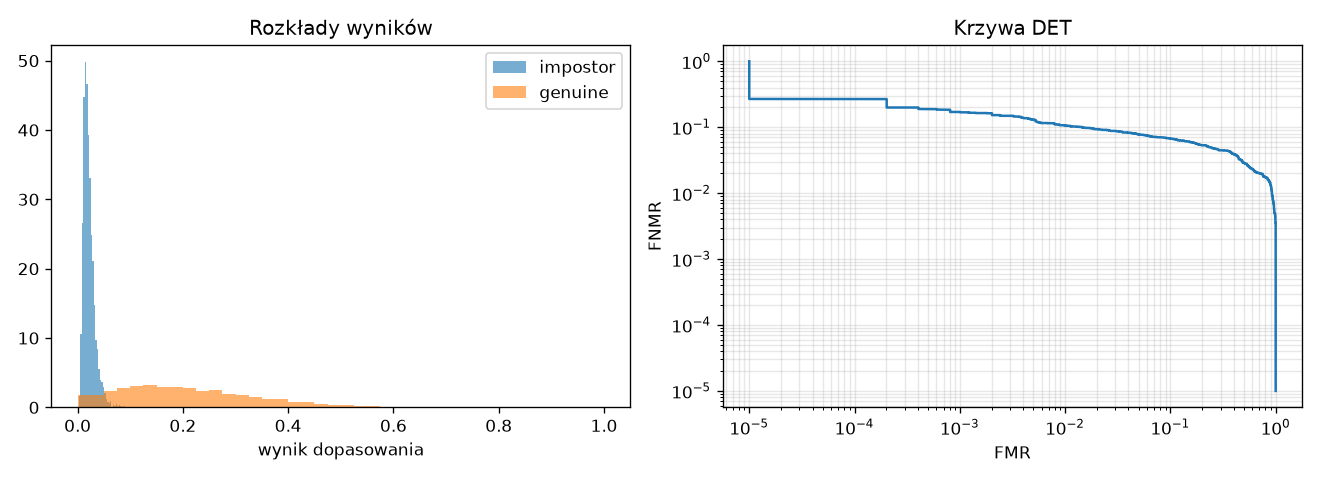 Rozkłady wyników
50
40
30
20
10
0
impostor
genuine
0.0 0.2 0.4 0.6 0.8 1.0
wynik dopasowania
Krzywa DET
10⁰
10⁻¹
10⁻²
10⁻³
10⁻⁴
10⁻⁵
FNMR
10⁻⁵ 10⁻⁴ 10⁻³ 10⁻² 10⁻¹ 10⁰
FMR